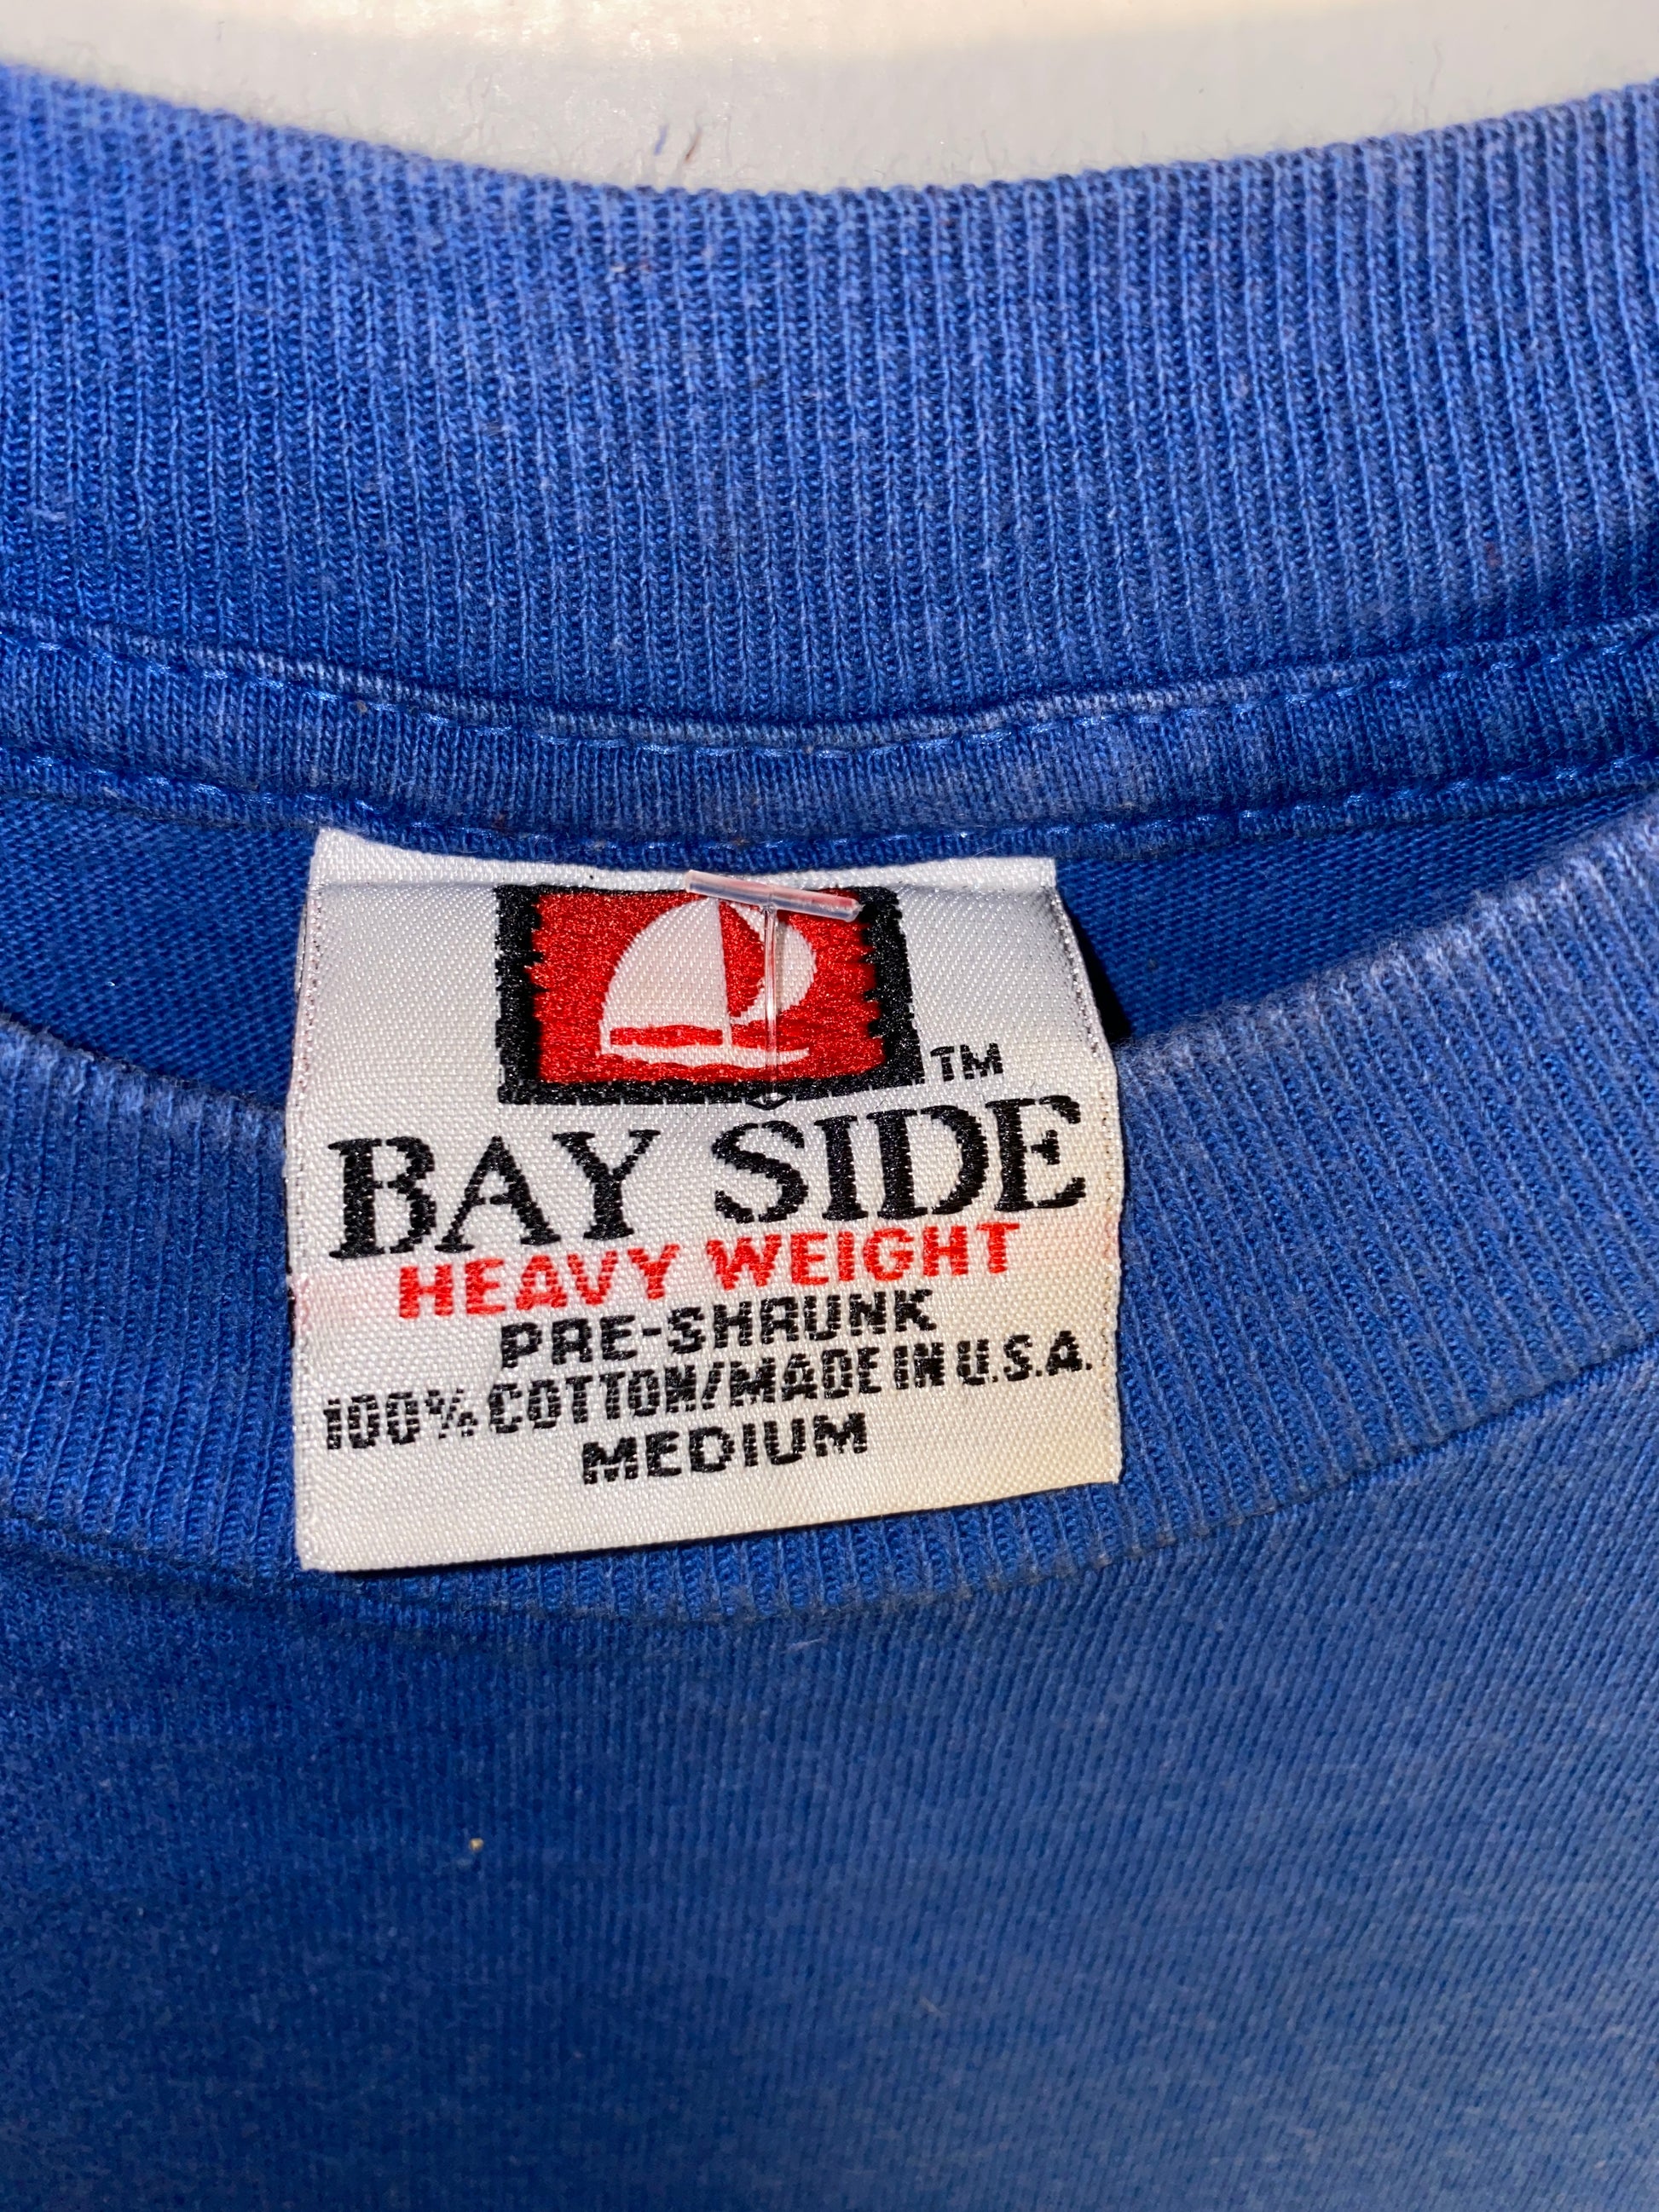 TM
BAY SIDE
HEAVY WEIGHT
PRE-SHRUNK
100% COTTON/MADE IN U.S.A.
MEDIUM